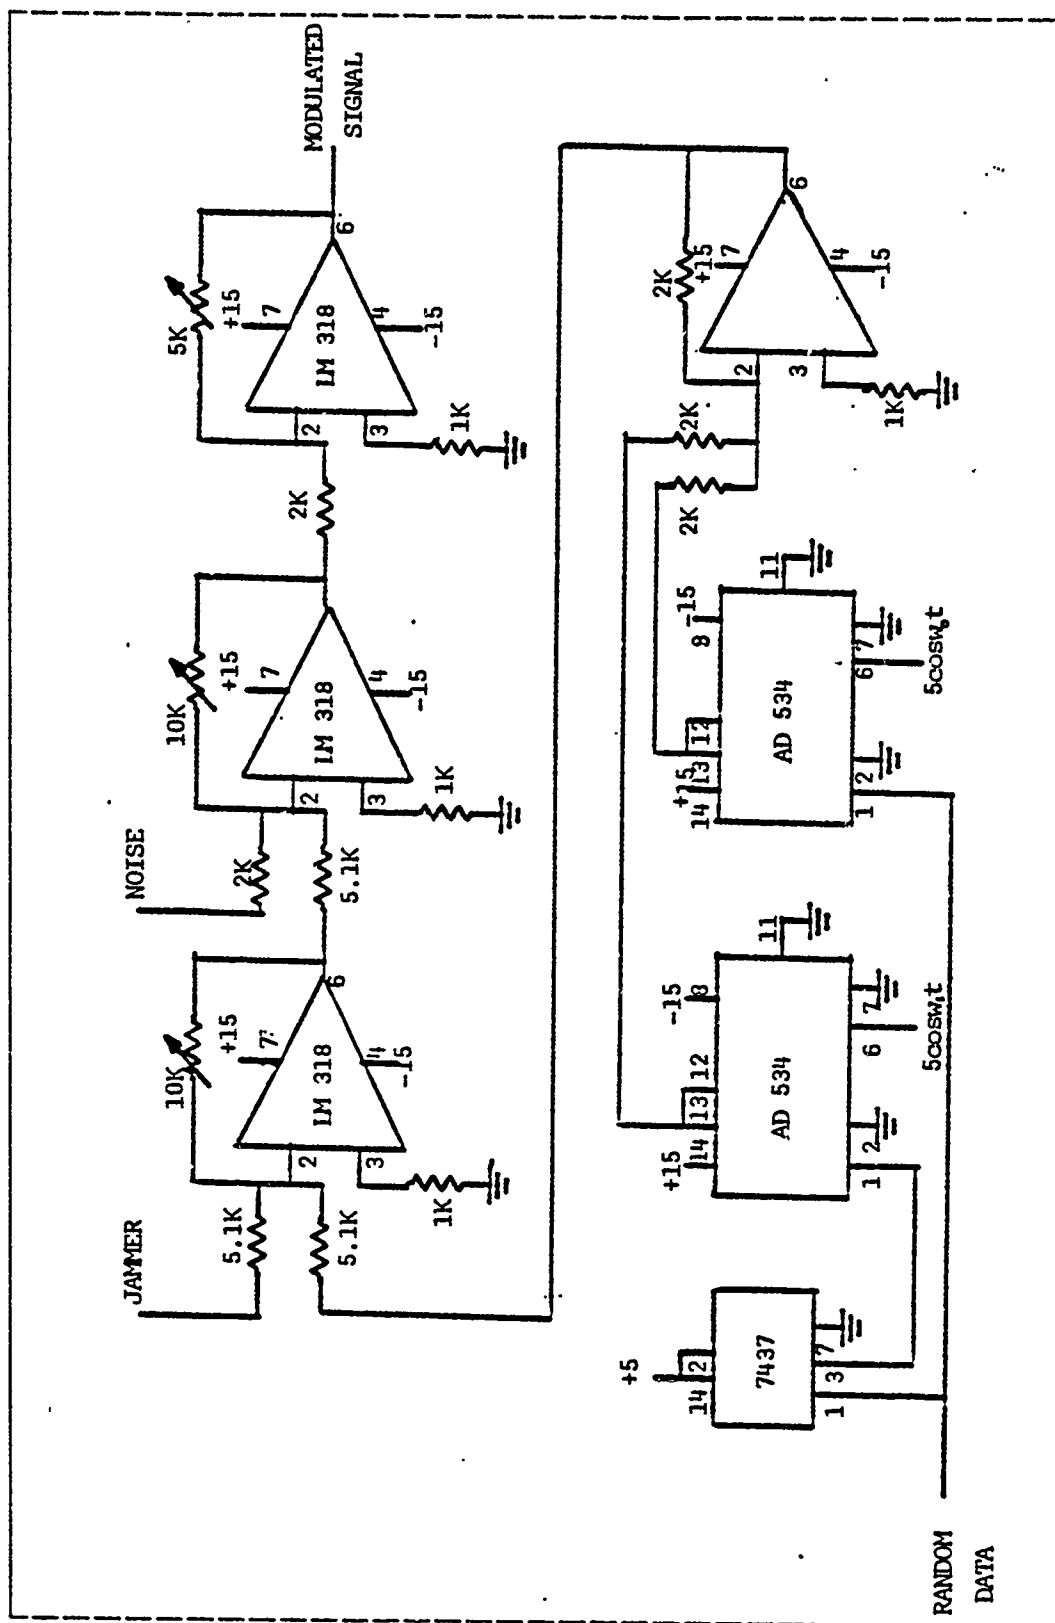 JAMMER
5.1K
5.1K
10K
+15
7
2
LM 318
6
3
4
-15
1K
NOISE
2K
5.1K
10K
+15
7
2
LM 318
3
4
-15
1K
2K
5K
+15
7
2
LM 318
6
3
4
-15
1K
MODULATED
SIGNAL
+5
14
2
7437
1
3
7
+15
-15
14
13
12
8
AD 534
11
1
2
6
7
5cosw₁t
+15
-15
14
13
12
8
AD 534
11
1
2
6
7
5cosw₀t
2K
2K
2K
+15
7
2
6
3
4
-15
1K
RANDOM
DATA